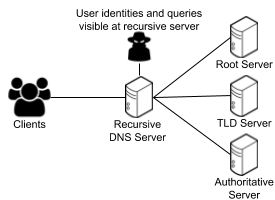 User identities and queries
visible at recursive server
Root Server
Clients
Recursive
DNS Server
TLD Server
Authoritative
Server